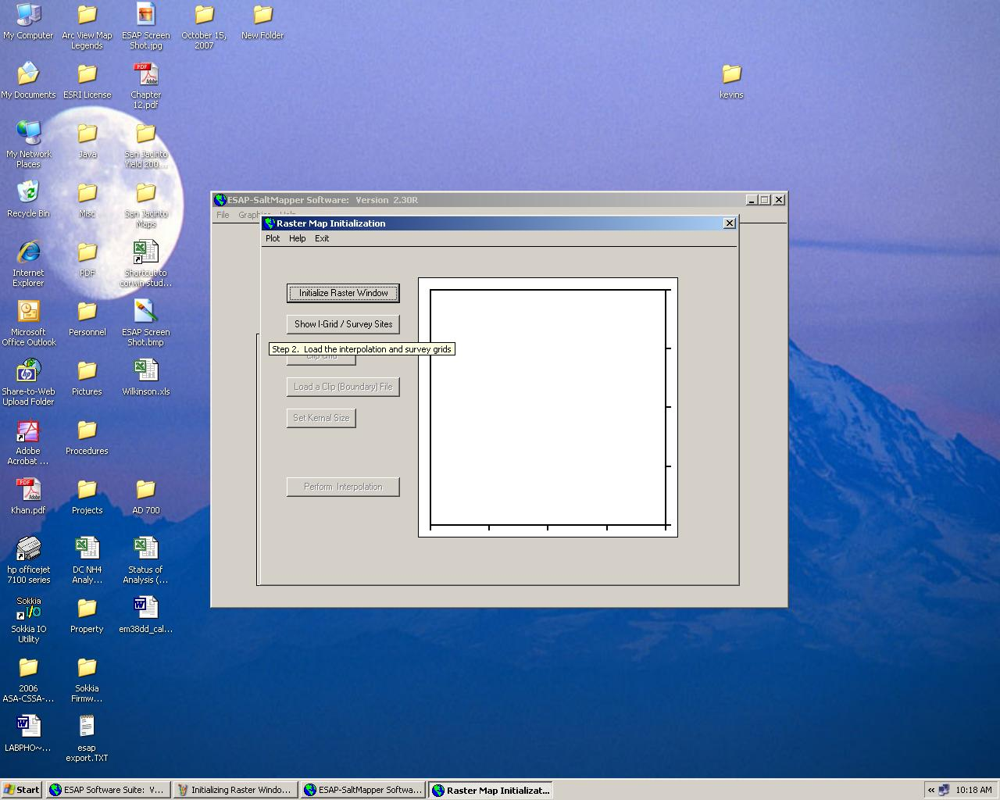 My Computer
Arc View Map
Legends
ESAP Screen
Shot.jpg
October 15,
2007
New Folder
My Documents
ESRI License
Chapter
12.pdf
kevins
My Network
Places
Java
San Jacinto
Yield 200...
Recycle Bin
Misc
San Jacinto
Maps
Internet
Explorer
PDF
Shortcut to
corwin stud...
Microsoft
Office Outlook
Personnel
ESAP Screen
Shot.bmp
Share-to-Web
Upload Folder
Pictures
Wilkinson.xls
Adobe
Acrobat ...
Procedures
Khan.pdf
Projects
AD 700
hp officejet
7100 series
DC NH4
Analy...
Status of
Analysis (...
Sokkia
I/O
Sokkia IO
Utility
Property
em38dd_cal...
2006
ASA-CSSA-...
Sokkia
Firmw...
LABPHO~...
esap
export.TXT
ESAP-SaltMapper Software: Version 2.30R
File
Raster Map Initialization
Plot Help Exit
Initialize Raster Window
Show I-Grid / Survey Sites
Step 2. Load the interpolation and survey grids
Load a Clip (Boundary) File
Set Kernal Size
Perform Interpolation
Start
ESAP Software Suite: V...
Initializing Raster Windo...
ESAP-SaltMapper Softwa...
Raster Map Initializat...
10:18 AM